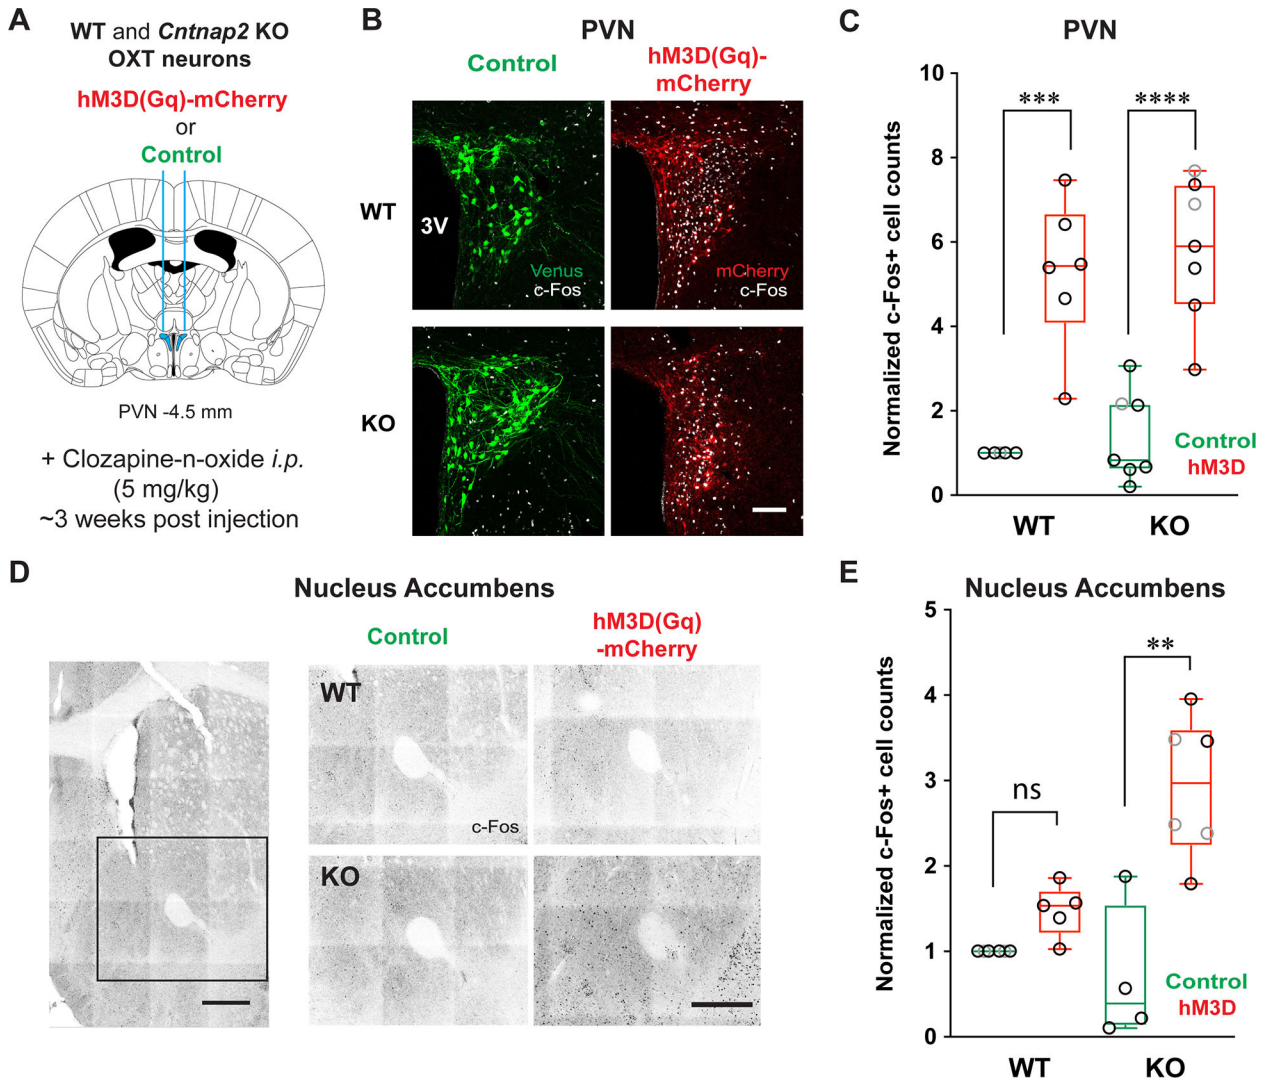 A
WT and Cntnap2 KO
OXT neurons
hM3D(Gq)-mCherry
or
Control
PVN -4.5 mm
+ Clozapine-n-oxide i.p.
(5 mg/kg)
~3 weeks post injection
B
PVN
Control
hM3D(Gq)-
mCherry
WT
3V
Venus
c-Fos
mCherry
c-Fos
KO
C
PVN
Normalized c-Fos+ cell counts
10
8
6
4
2
0
***
****
Control
hM3D
WT
KO
D
Nucleus Accumbens
Control
hM3D(Gq)
-mCherry
WT
c-Fos
KO
E
Nucleus Accumbens
Normalized c-Fos+ cell counts
5
4
3
2
1
0
ns
**
Control
hM3D
WT
KO